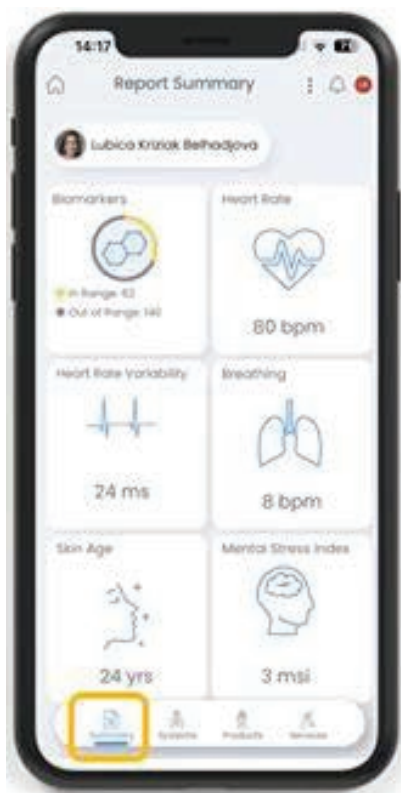 14:17
Report Summary
Lubica Kriziak Belhadjova
Biomarkers
In Range: 62
Out of Range: 140
Heart Rate
80 bpm
Heart Rate Variability
24 ms
Breathing
8 bpm
Skin Age
24 yrs
Mental Stress Index
3 msi
Summary
Systems
Products
Services